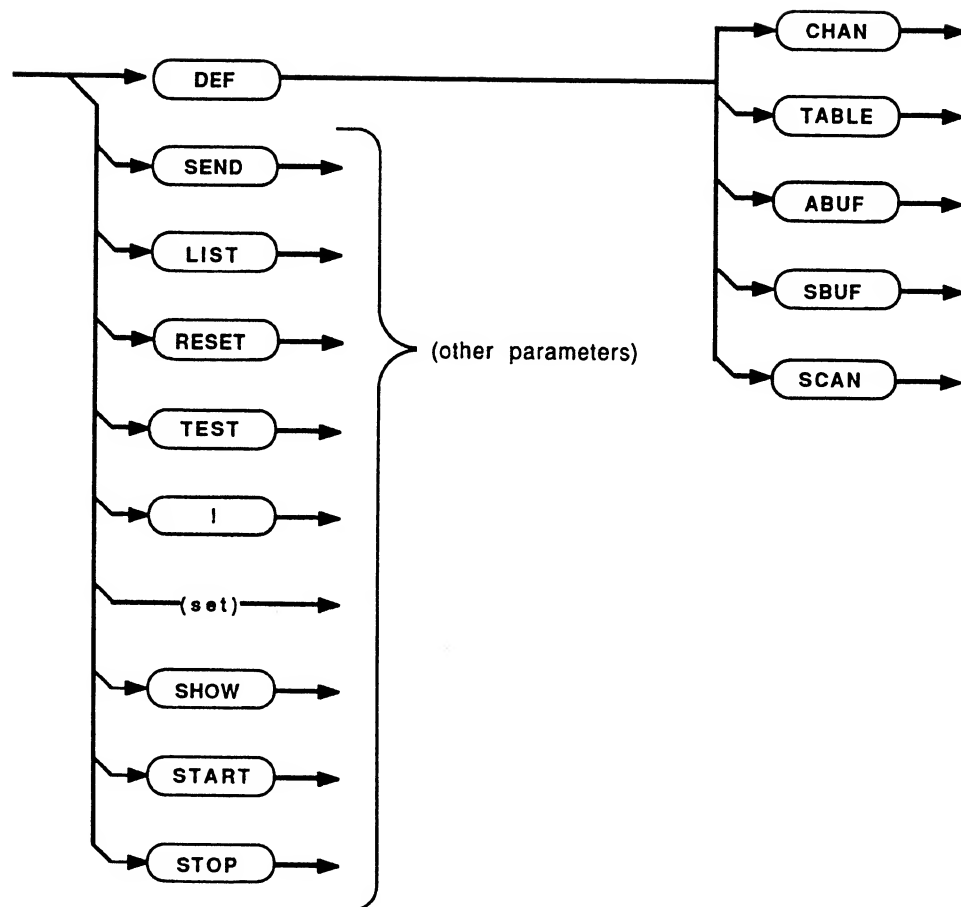 DEF
SEND
LIST
RESET
TEST
!
(set)
SHOW
START
STOP
(other parameters)
CHAN
TABLE
ABUF
SBUF
SCAN